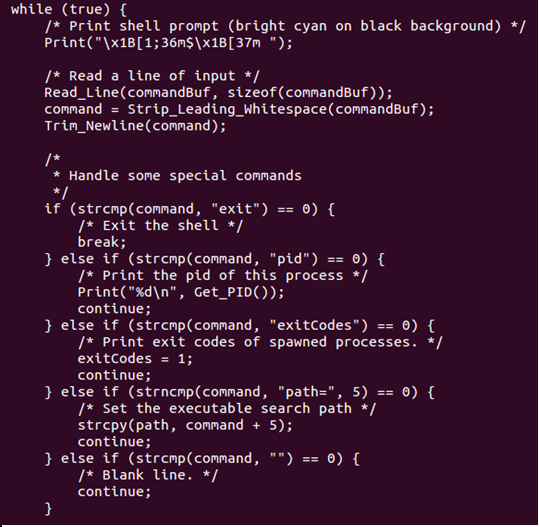 while (true) {
    /* Print shell prompt (bright cyan on black background) */
    Print("\x1B[1;36m$\x1B[37m ");

    /* Read a line of input */
    Read_Line(commandBuf, sizeof(commandBuf));
    command = Strip_Leading_Whitespace(commandBuf);
    Trim_Newline(command);

    /*
     * Handle some special commands
     */
    if (strcmp(command, "exit") == 0) {
        /* Exit the shell */
        break;
    } else if (strcmp(command, "pid") == 0) {
        /* Print the pid of this process */
        Print("%d\n", Get_PID());
        continue;
    } else if (strcmp(command, "exitCodes") == 0) {
        /* Print exit codes of spawned processes. */
        exitCodes = 1;
        continue;
    } else if (strncmp(command, "path=", 5) == 0) {
        /* Set the executable search path */
        strcpy(path, command + 5);
        continue;
    } else if (strcmp(command, "") == 0) {
        /* Blank line. */
        continue;
    }